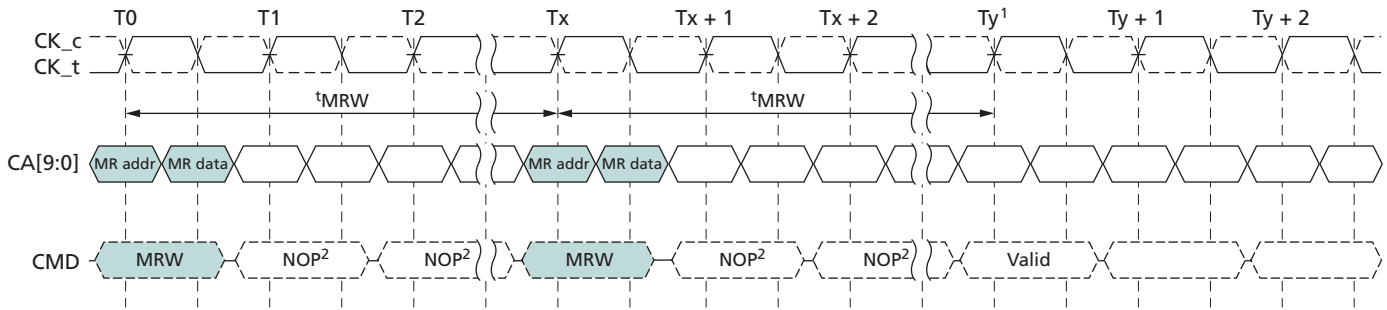 T0 T1 T2 Tx Tx + 1 Tx + 2 Ty¹ Ty + 1 Ty + 2
CK_c
CK_t
ᵗMRW ᵗMRW
CA[9:0] MR addr MR data MR addr MR data
CMD MRW NOP² NOP² MRW NOP² NOP² Valid